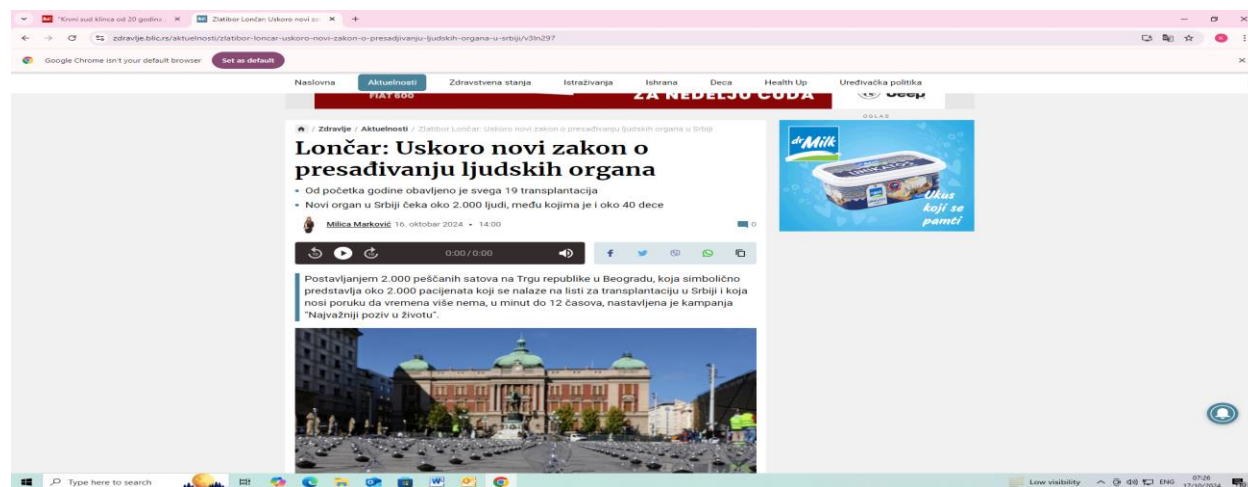 "Krvni sud klinca od 20 godina
Zlatibor Lončar: Uskoro novi za
zdravlje.blic.rs/aktuelnosti/zlatibor-loncar-uskoro-novi-zakon-o-presadjivanju-ljudskih-organa-u-srbiji/v3ln297
Google Chrome isn't your default browser Set as default
Naslovna Aktuelnosti Zdravstvena stanja Istraživanja Ishrana Deca Health Up Uređivačka politika
FIAT 600 ZA NEDELJU ČUDA Jeep
OGLAS
/ Zdravlje / Aktuelnosti / Zlatibor Lončar: Uskoro novi zakon o presađivanju ljudskih organa u Srbiji
Lončar: Uskoro novi zakon o
presađivanju ljudskih organa
• Od početka godine obavljeno je svega 19 transplantacija
• Novi organ u Srbiji čeka oko 2.000 ljudi, među kojima je i oko 40 dece
Milica Marković 16. oktobar 2024 • 14:00 0
0:00 / 0:00
Postavljanjem 2.000 peščanih satova na Trgu republike u Beogradu, koja simbolično
predstavlja oko 2.000 pacijenata koji se nalaze na listi za transplantaciju u Srbiji i koja
nosi poruku da vremena više nema, u minut do 12 časova, nastavljena je kampanja
"Najvažniji poziv u životu".
dr Milk
Ukus
koji se
pamti
Type here to search
Low visibility ENG 07:26
17/10/2024